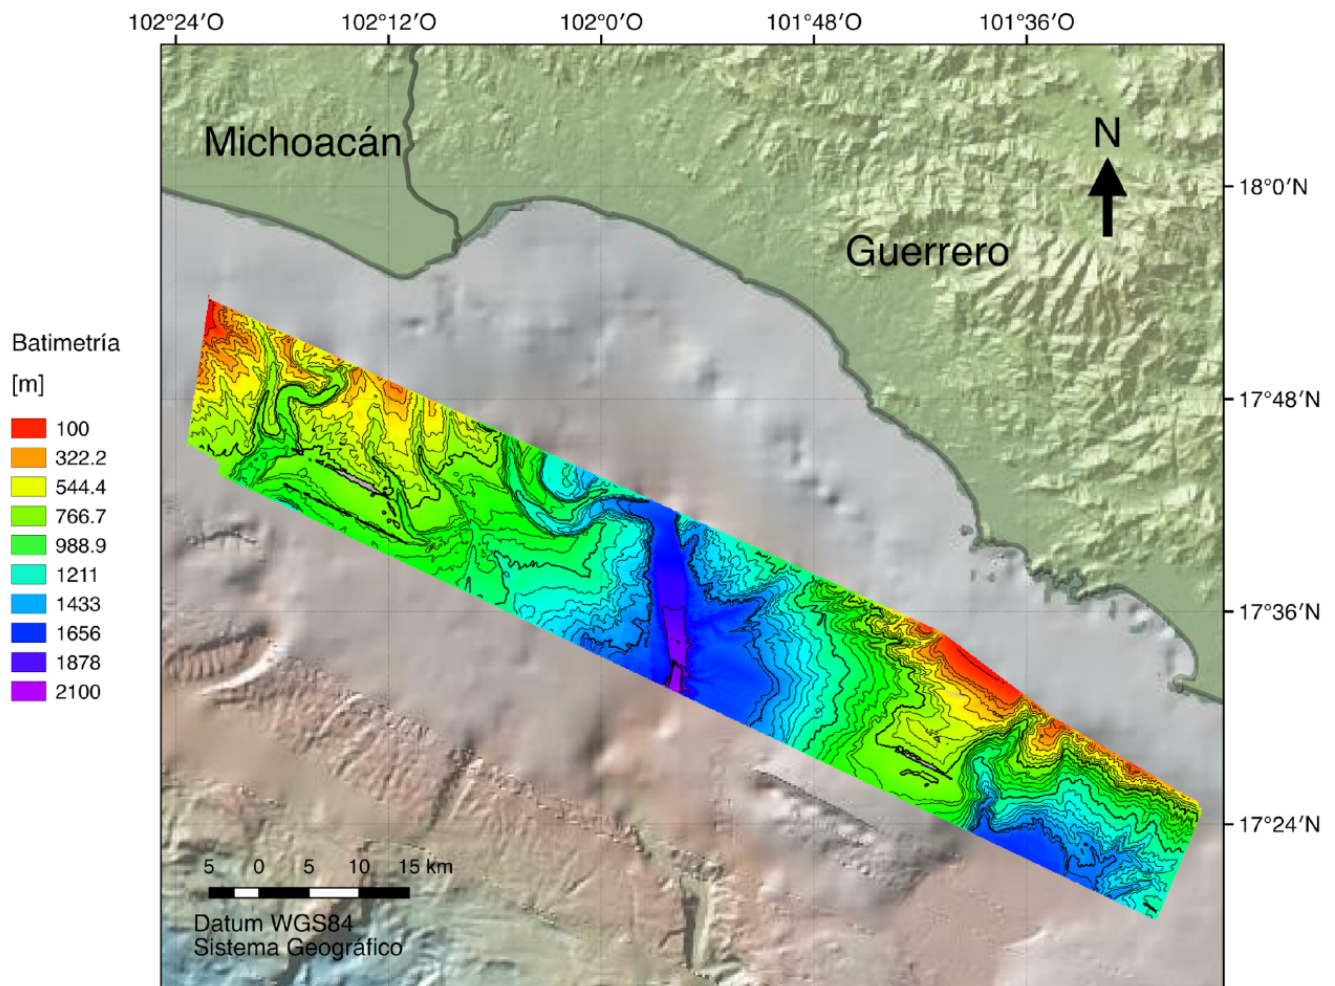 102°24′O 102°12′O 102°0′O 101°48′O 101°36′O
Michoacán
N
18°0′N
Guerrero
Batimetría
[m]
17°48′N
100
322.2
544.4
766.7
988.9
1211
1433
1656
1878
2100
17°36′N
17°24′N
5 0 5 10 15 km
Datum WGS84
Sistema Geográfico